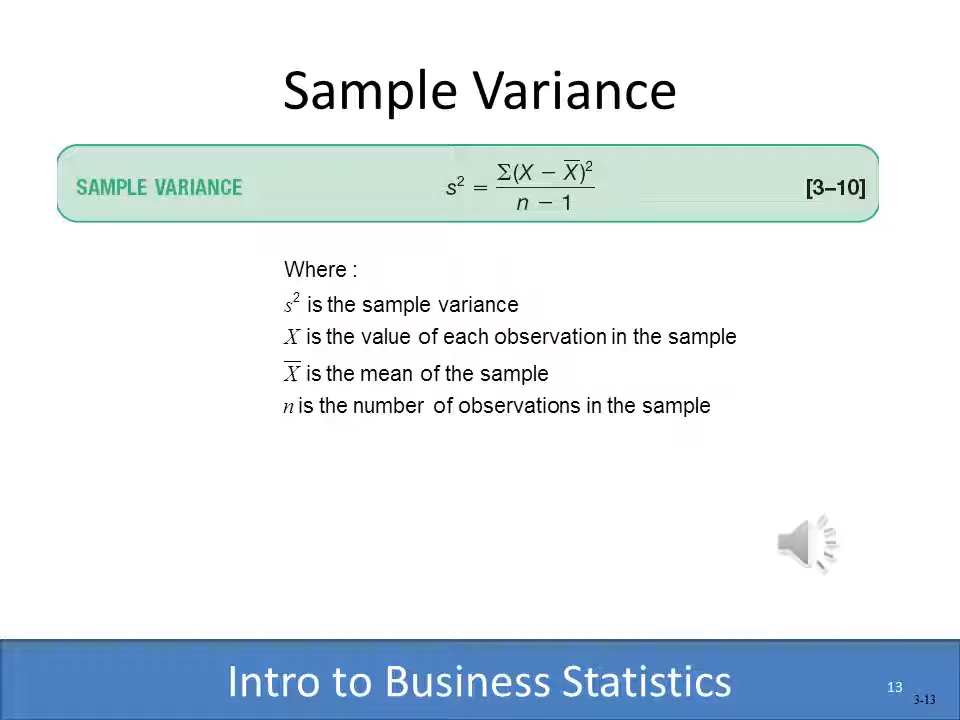 Sample Variance
SAMPLE VARIANCE s² = Σ(X − X̅)² / n − 1 [3–10]
Where :
s² is the sample variance
X is the value of each observation in the sample
X̅ is the mean of the sample
n is the number of observations in the sample
Intro to Business Statistics
13
3-13